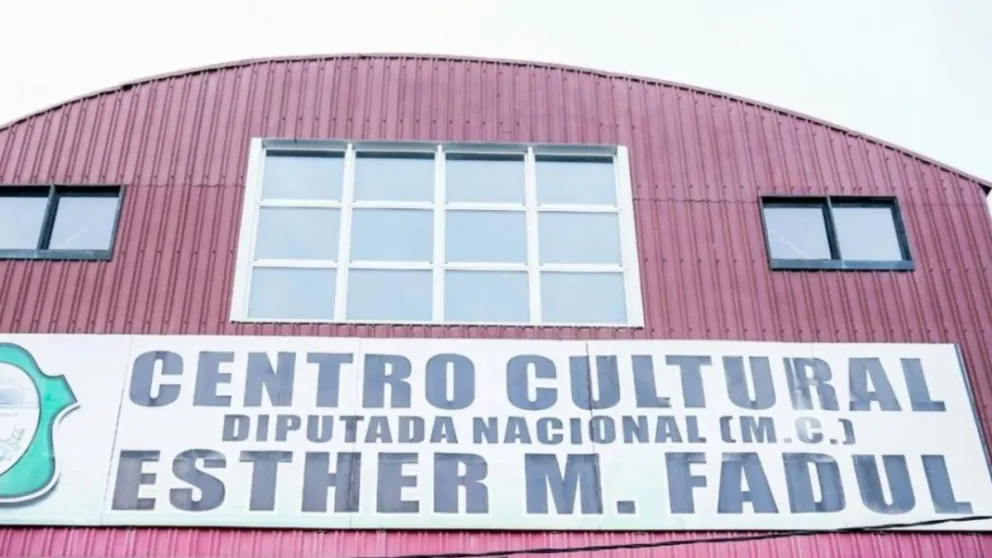 CENTRO CULTURAL
DIPUTADA NACIONAL (M.C.)
ESTHER M. FADUL